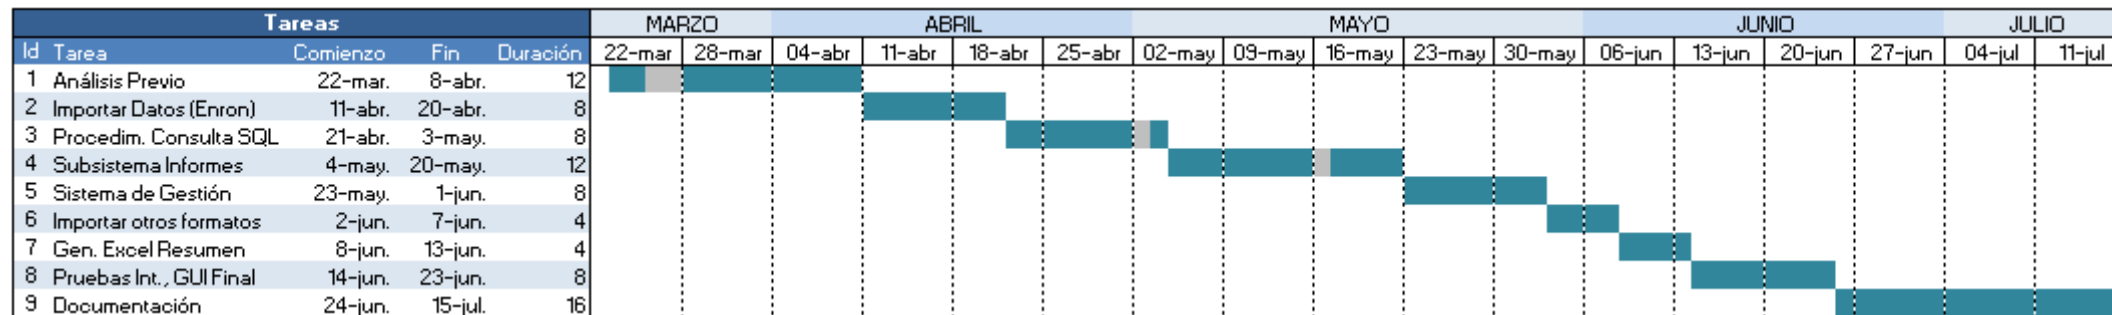 Tareas MARZO ABRIL MAYO JUNIO JULIO
Id Tarea Comienzo Fin Duración 22-mar 28-mar 04-abr 11-abr 18-abr 25-abr 02-may 09-may 16-may 23-may 30-may 06-jun 13-jun 20-jun 27-jun 04-jul 11-jul
1 Análisis Previo 22-mar. 8-abr. 12
2 Importar Datos (Enron) 11-abr. 20-abr. 8
3 Procedim. Consulta SQL 21-abr. 3-may. 8
4 Subsistema Informes 4-may. 20-may. 12
5 Sistema de Gestión 23-may. 1-jun. 8
6 Importar otros formatos 2-jun. 7-jun. 4
7 Gen. Excel Resumen 8-jun. 13-jun. 4
8 Pruebas Int., GUI Final 14-jun. 23-jun. 8
9 Documentación 24-jun. 15-jul. 16